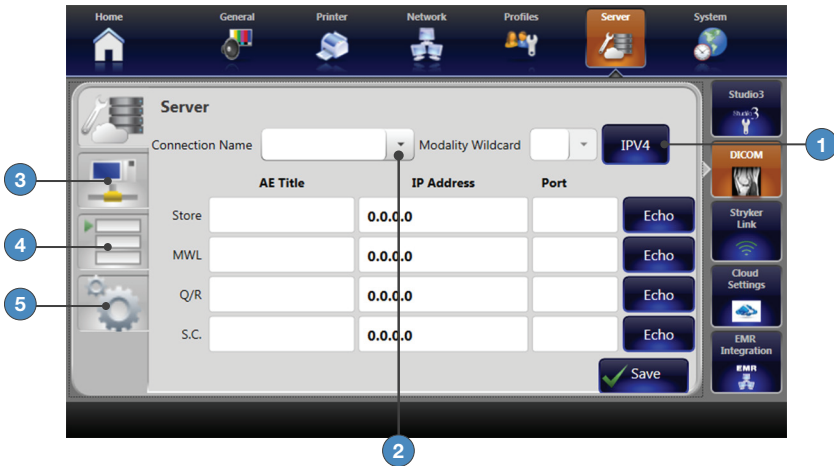 Home General Printer Network Profiles Server System
Studio3
Server
Connection Name Modality Wildcard IPV4
1
DICOM
3
AE Title IP Address Port
Store 0.0.0.0 Echo
Stryker
Link
4
MWL 0.0.0.0 Echo
Cloud
Settings
5
Q/R 0.0.0.0 Echo
S.C. 0.0.0.0 Echo
EMR
Integration
EMR
Save
2